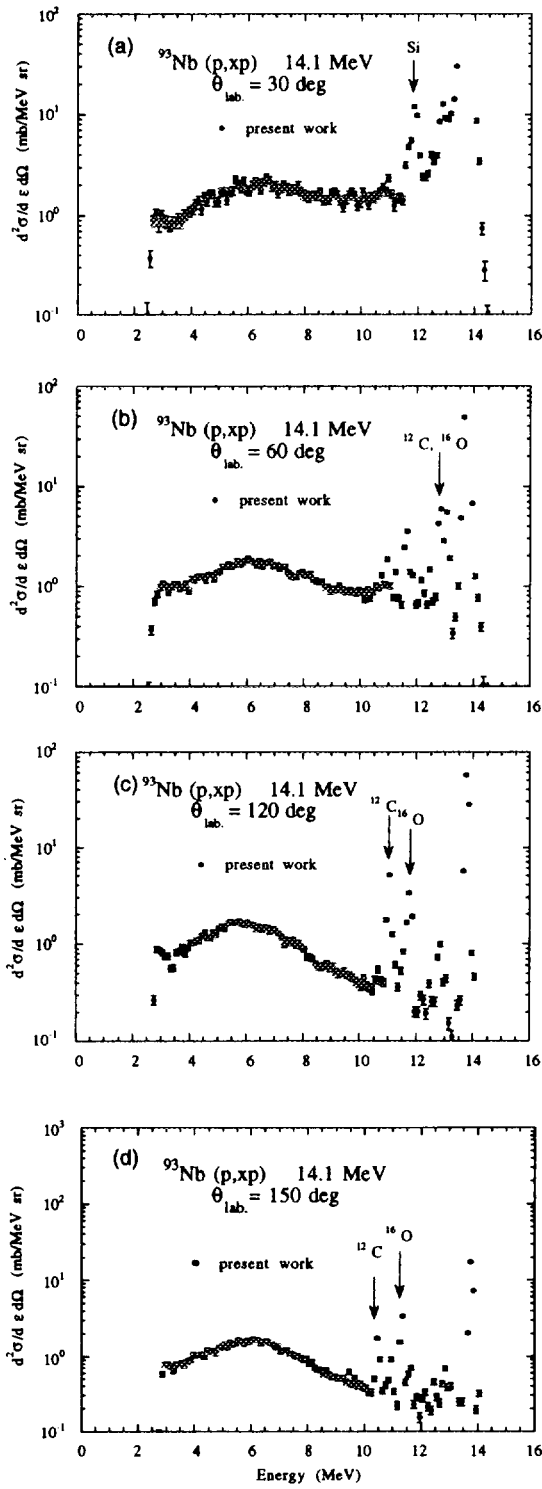 (a)
⁹³Nb (p,xp) 14.1 MeV
θlab. = 30 deg
present work
Si
d²σ/d ε dΩ (mb/MeV sr)
10²
10¹
10⁰
10⁻¹
0 2 4 6 8 10 12 14 16
(b)
⁹³Nb (p,xp) 14.1 MeV
θlab. = 60 deg
present work
¹²C, ¹⁶O
d²σ/d ε dΩ (mb/MeV sr)
10²
10¹
10⁰
10⁻¹
0 2 4 6 8 10 12 14 16
(c)
⁹³Nb (p,xp) 14.1 MeV
θlab. = 120 deg
present work
¹²C ¹⁶O
d²σ/d ε dΩ (mb/MeV sr)
10²
10¹
10⁰
10⁻¹
0 2 4 6 8 10 12 14 16
(d)
⁹³Nb (p,xp) 14.1 MeV
θlab. = 150 deg
present work
¹²C ¹⁶O
d²σ/d ε dΩ (mb/MeV sr)
10³
10²
10¹
10⁰
10⁻¹
0 2 4 6 8 10 12 14 16
Energy (MeV)